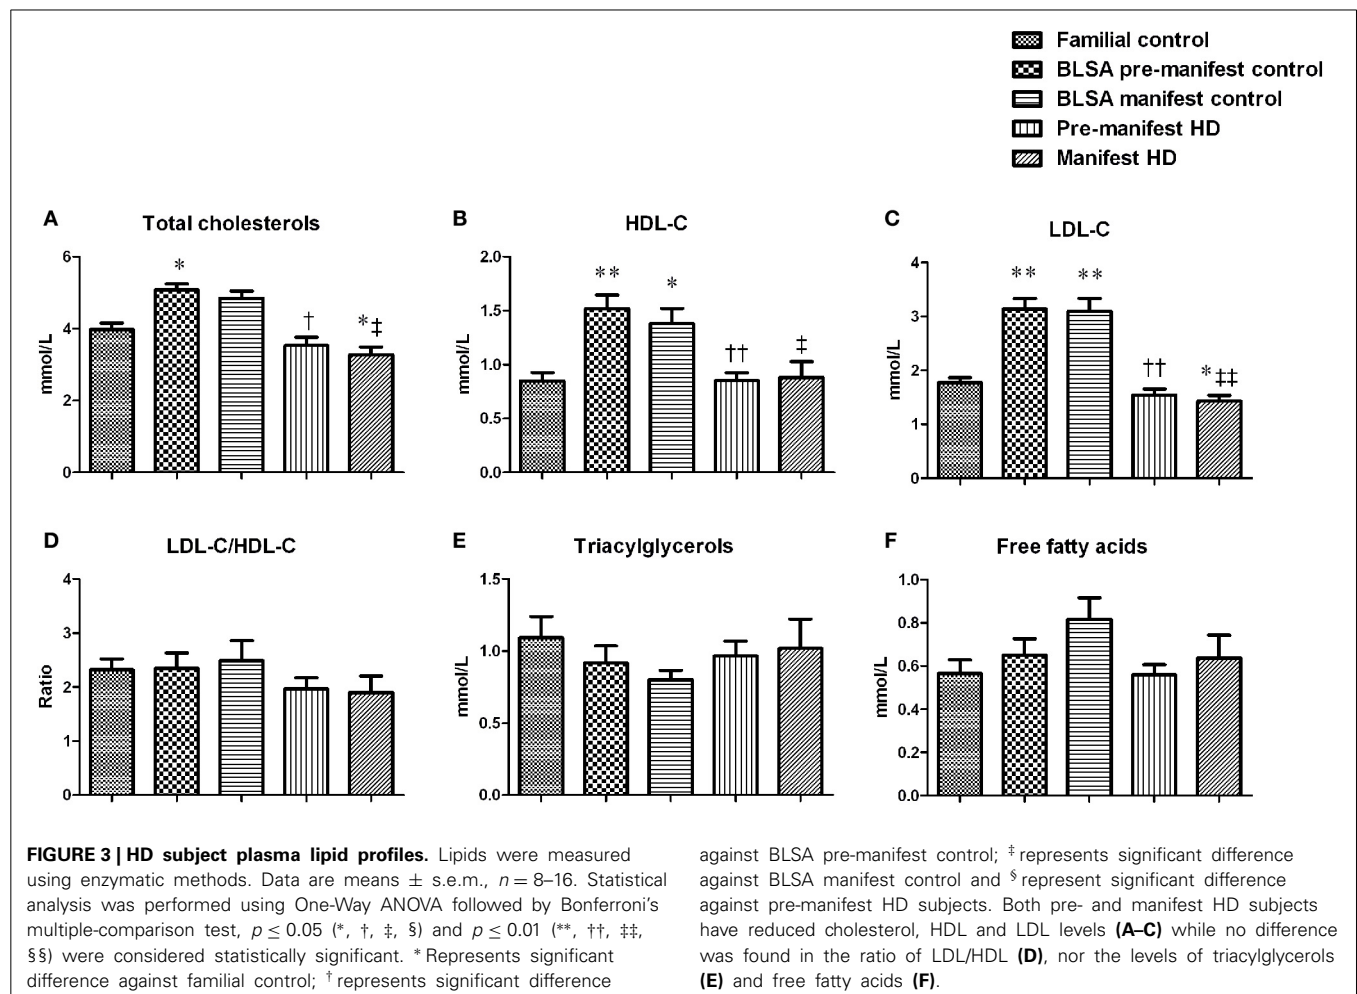 Familial control
BLSA pre-manifest control
BLSA manifest control
Pre-manifest HD
Manifest HD
A
Total cholesterols
mmol/L
6
4
2
0
*
†
*‡
B
HDL-C
mmol/L
2.0
1.5
1.0
0.5
0.0
**
*
††
‡
C
LDL-C
mmol/L
4
3
2
1
0
**
**
††
*‡‡
D
LDL-C/HDL-C
Ratio
4
3
2
1
0
E
Triacylglycerols
mmol/L
1.5
1.0
0.5
0.0
F
Free fatty acids
mmol/L
1.0
0.8
0.6
0.4
0.2
0.0
FIGURE 3 | HD subject plasma lipid profiles. Lipids were measured
using enzymatic methods. Data are means ± s.e.m., n = 8–16. Statistical
analysis was performed using One-Way ANOVA followed by Bonferroni's
multiple-comparison test, p ≤ 0.05 (*, †, ‡, §) and p ≤ 0.01 (**, ††, ‡‡,
§§) were considered statistically significant. *Represents significant
difference against familial control; †represents significant difference
against BLSA pre-manifest control; ‡represents significant difference
against BLSA manifest control and §represent significant difference
against pre-manifest HD subjects. Both pre- and manifest HD subjects
have reduced cholesterol, HDL and LDL levels (A–C) while no difference
was found in the ratio of LDL/HDL (D), nor the levels of triacylglycerols
(E) and free fatty acids (F).